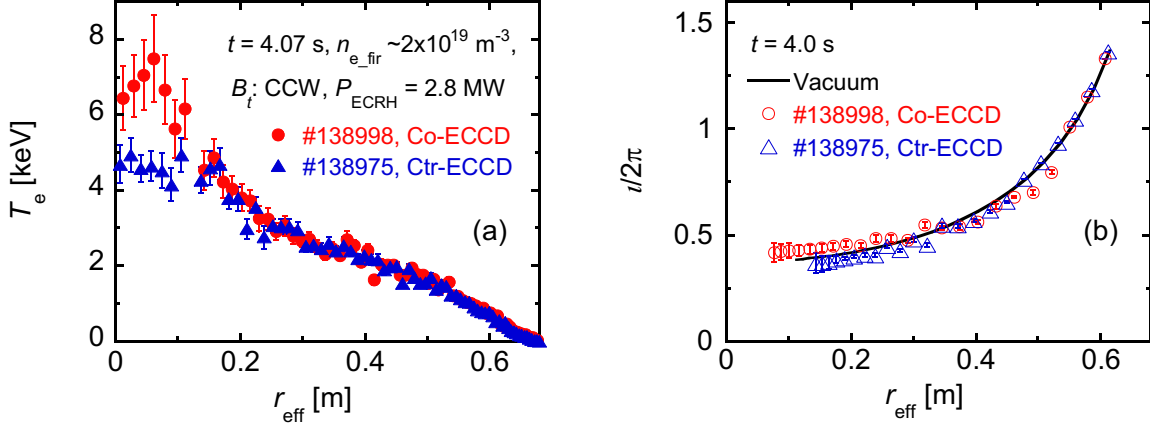 t = 4.07 s, n_e_fir ~2x10^19 m^-3,
B_t: CCW, P_ECRH = 2.8 MW
#138998, Co-ECCD
#138975, Ctr-ECCD
(a)
T_e [keV]
8
6
4
2
0
0 0.2 0.4 0.6
r_eff [m]
t = 4.0 s
Vacuum
#138998, Co-ECCD
#138975, Ctr-ECCD
(b)
ι/2π
1.5
1
0.5
0
0 0.2 0.4 0.6
r_eff [m]